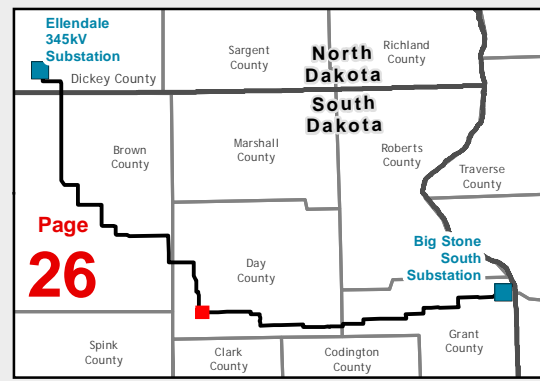 Ellendale
345kV
Substation
Dickey County
Sargent
County
North
Dakota
Richland
County
South
Dakota
Brown
County
Marshall
County
Roberts
County
Traverse
County
Page
26
Day
County
Big Stone
South
Substation
Spink
County
Clark
County
Codington
County
Grant
County